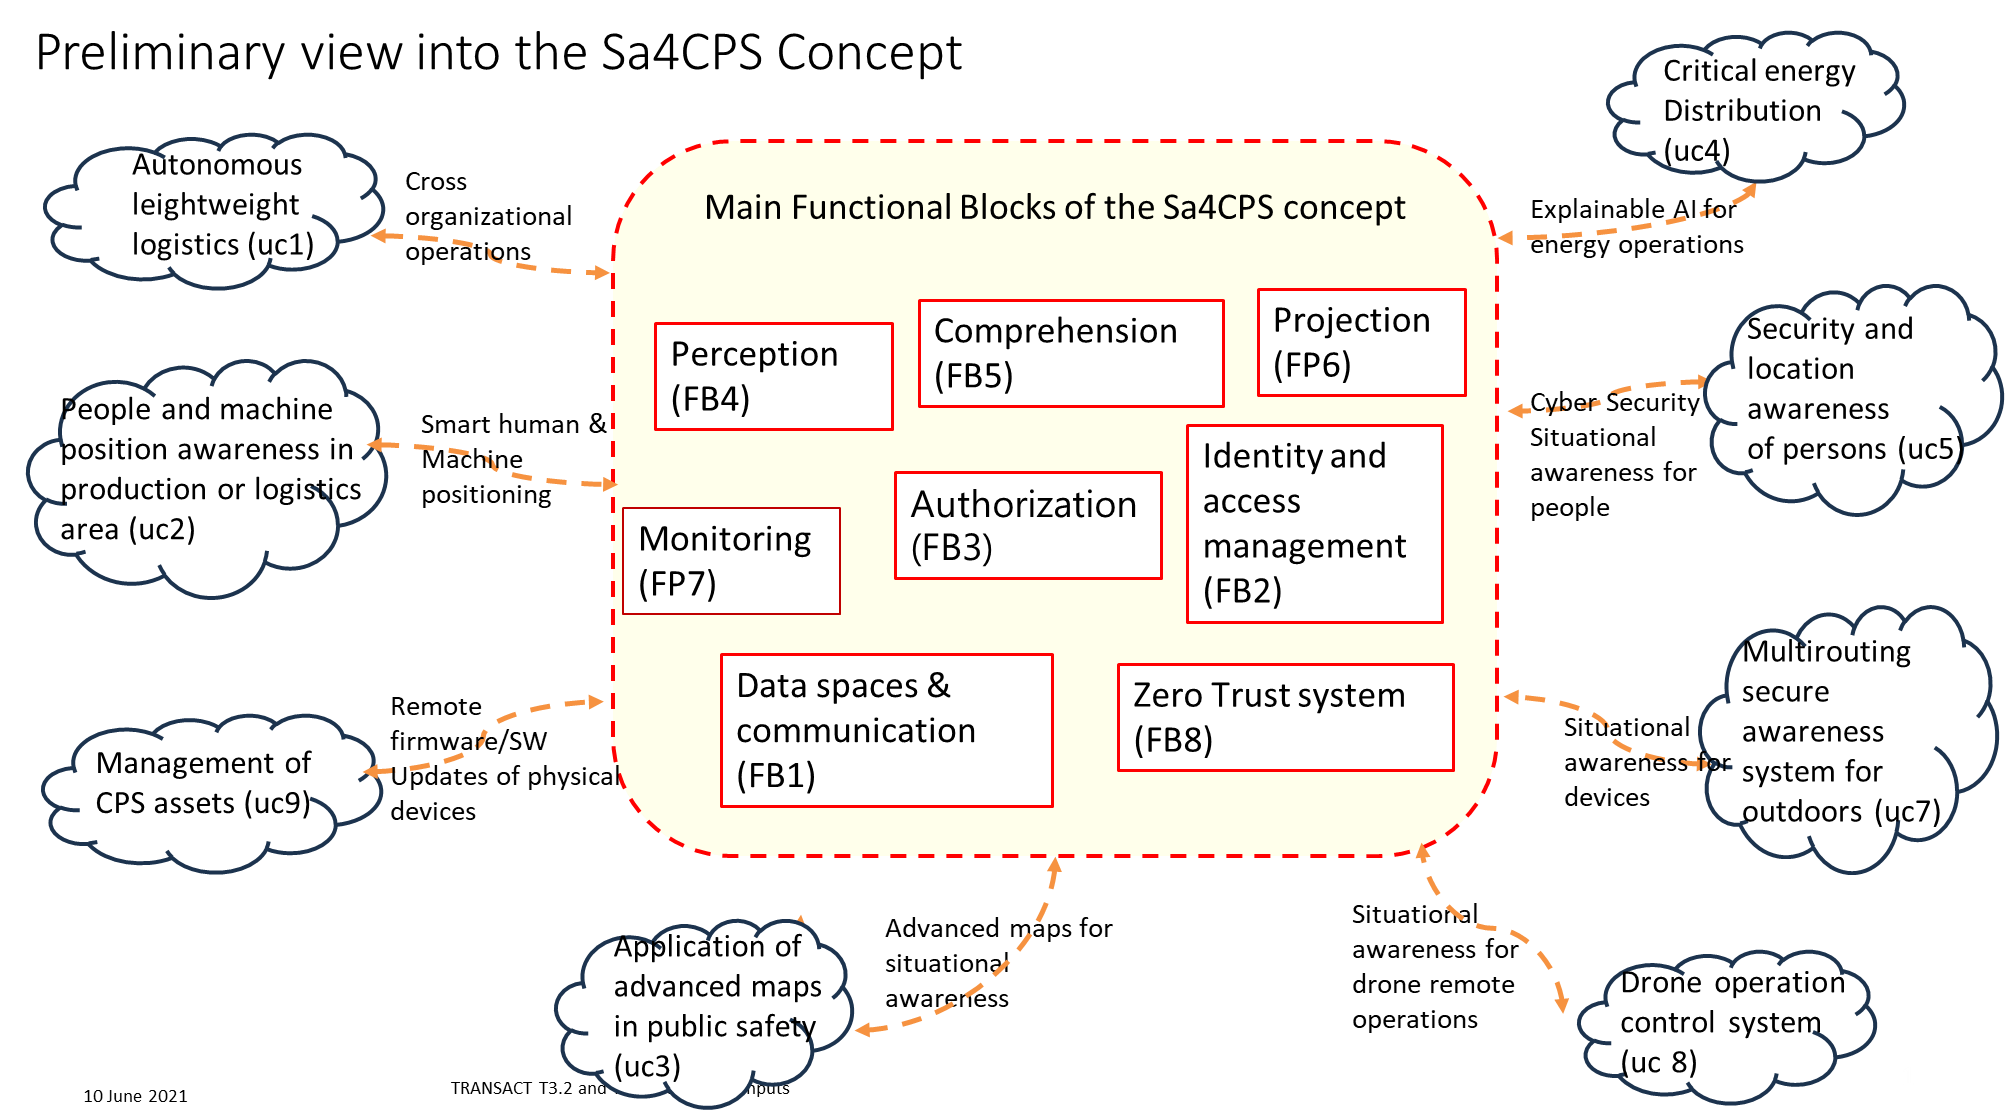 Preliminary view into the Sa4CPS Concept
Autonomous
leightweight
logistics (uc1)
Cross
organizational
operations
People and machine
position awareness in
production or logistics
area (uc2)
Smart human &
Machine
positioning
Management of
CPS assets (uc9)
Remote
firmware/SW
Updates of physical
devices
Main Functional Blocks of the Sa4CPS concept
Perception
(FB4)
Comprehension
(FB5)
Projection
(FP6)
Monitoring
(FP7)
Authorization
(FB3)
Identity and
access
management
(FB2)
Data spaces &
communication
(FB1)
Zero Trust system
(FB8)
Critical energy
Distribution
(uc4)
Explainable AI for
energy operations
Security and
location
awareness
of persons (uc5)
Cyber Security
Situational
awareness for
people
Multirouting
secure
awareness
system for
outdoors (uc7)
Situational
awareness for
devices
Application of
advanced maps
in public safety
(uc3)
Advanced maps for
situational
awareness
Situational
awareness for
drone remote
operations
Drone operation
control system
(uc 8)
10 June 2021
TRANSACT T3.2 and